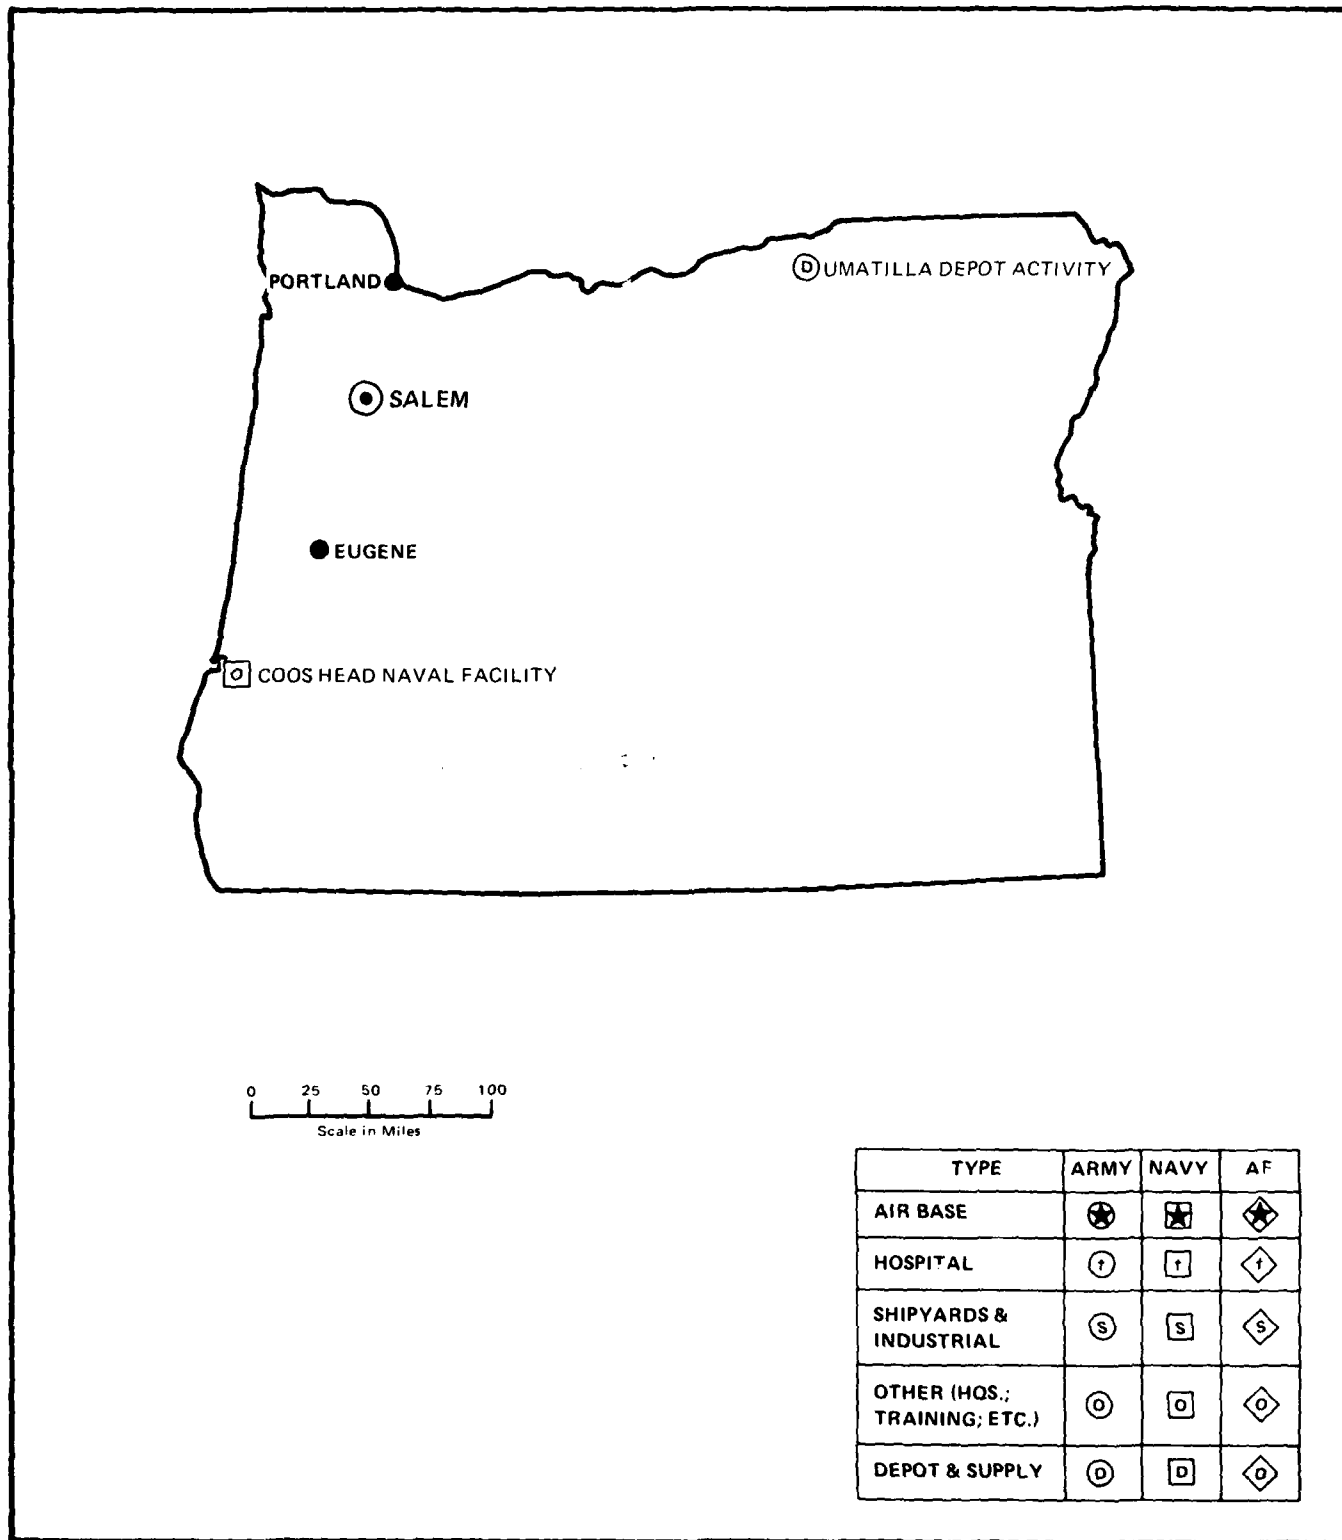 PORTLAND
D UMATILLA DEPOT ACTIVITY
SALEM
EUGENE
O COOS HEAD NAVAL FACILITY
0 25 50 75 100
Scale in Miles
TYPE ARMY NAVY AF
AIR BASE
HOSPITAL † † †
SHIPYARDS &
INDUSTRIAL S S S
OTHER (HQS.;
TRAINING; ETC.) O O O
DEPOT & SUPPLY D D D